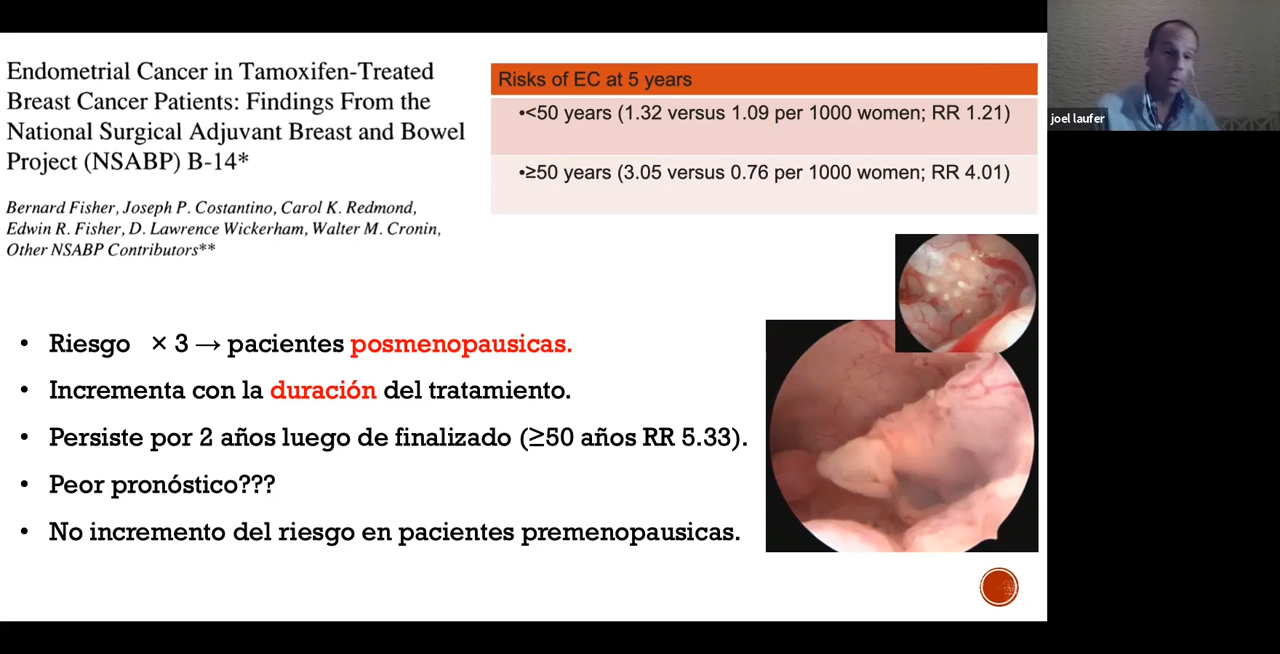 Endometrial Cancer in Tamoxifen-Treated
Breast Cancer Patients: Findings From the
National Surgical Adjuvant Breast and Bowel
Project (NSABP) B-14*
Bernard Fisher, Joseph P. Costantino, Carol K. Redmond,
Edwin R. Fisher, D. Lawrence Wickerham, Walter M. Cronin,
Other NSABP Contributors**
Risks of EC at 5 years
•<50 years (1.32 versus 1.09 per 1000 women; RR 1.21)
•≥50 years (3.05 versus 0.76 per 1000 women; RR 4.01)
joel laufer
• Riesgo × 3 → pacientes posmenopausicas.
• Incrementa con la duración del tratamiento.
• Persiste por 2 años luego de finalizado (≥50 años RR 5.33).
• Peor pronóstico???
• No incremento del riesgo en pacientes premenopausicas.